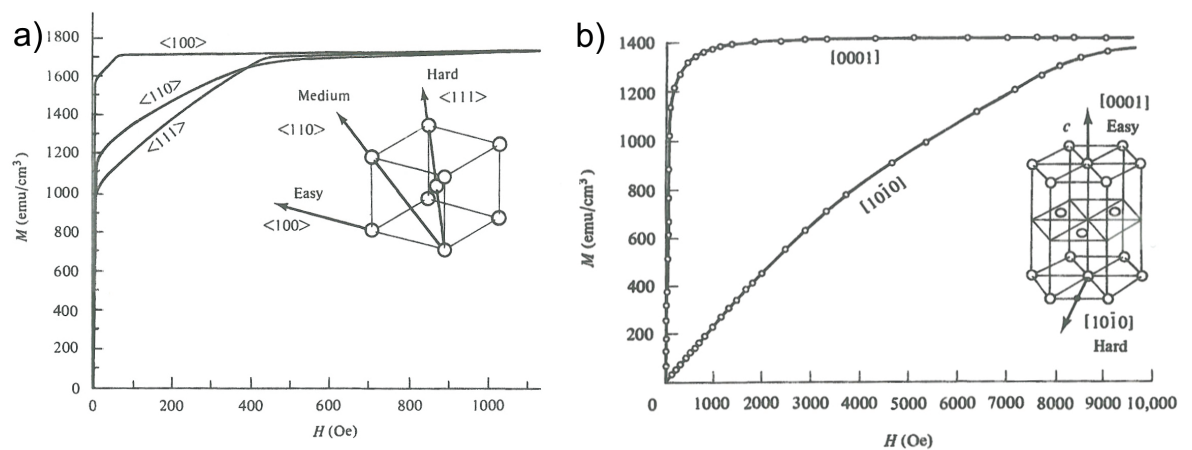 a)
1800
1600
1400
1200
1000
800
600
400
200
0
M (emu/cm³)
<100>
<110>
<111>
Medium
<110>
Hard
<111>
Easy
<100>
0 200 400 600 800 1000
H (Oe)
b)
1400
1200
1000
800
600
400
200
M (emu/cm³)
[0001]
[101̄0]
[0001]
c Easy
[101̄0]
Hard
0 1000 2000 3000 4000 5000 6000 7000 8000 9000 10,000
H (Oe)